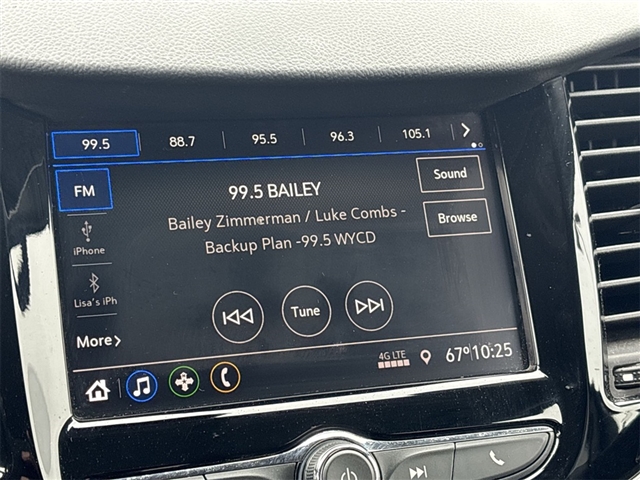 99.5 88.7 95.5 96.3 105.1
FM
99.5 BAILEY
Sound
Bailey Zimmerman / Luke Combs -
Backup Plan -99.5 WYCD
Browse
iPhone
Lisa's iPh
Tune
More
4G LTE
67° 10:25